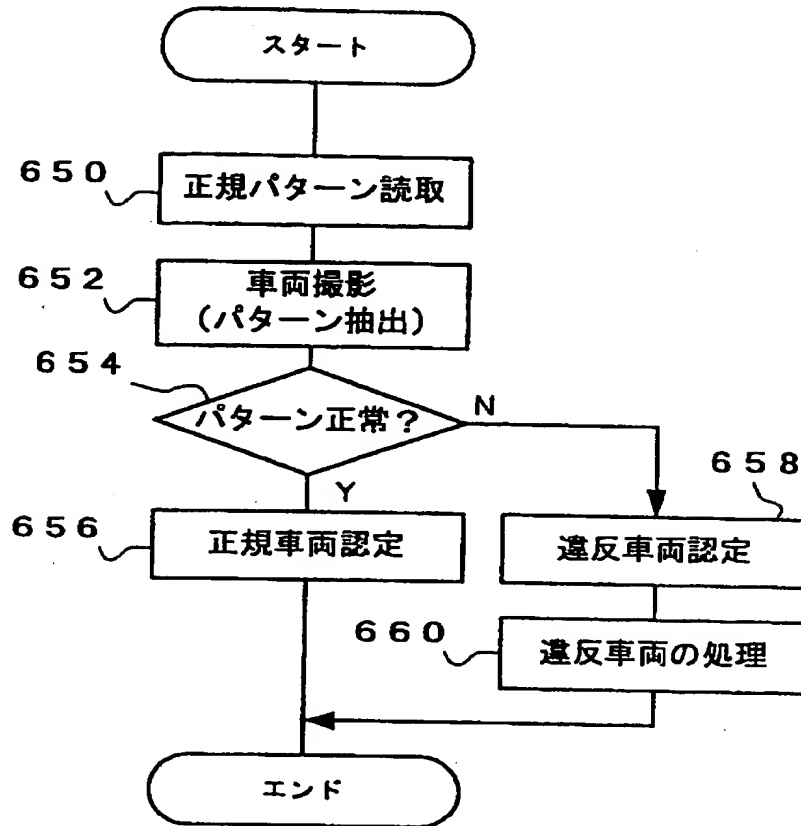 スタート
650
正規パターン読取
652
車両撮影
(パターン抽出)
654
パターン正常?
N
Y
656
正規車両認定
658
違反車両認定
660
違反車両の処理
エンド